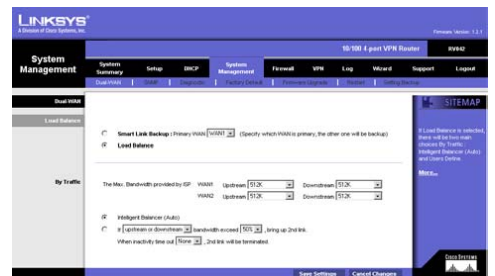 LINKSYS®
A Division of Cisco Systems, Inc.
Firmware Version: 1.2.1
10/100 4-port VPN Router
RV042
System Management
System Summary
Setup
DHCP
System Management
Firewall
VPN
Log
Wizard
Support
Logout
Dual-WAN | SNMP | Diagnostic | Factory Default | Firmware Upgrade | Restart | Setting Backup
Dual-WAN
SITEMAP
Load Balance
Smart Link Backup : Primary WAN WAN1 (Specify which WAN is primary, the other one will be backup)
Load Balance
If Load Balance is selected, there will be two main choices By Traffic: Intelligent Balancer (Auto) and Users Define.
More...
By Traffic
The Max. Bandwidth provided by ISP : WAN1 Upstream 512K Downstream 512K
WAN2 Upstream 512K Downstream 512K
Intelligent Balancer (Auto)
If upstream or downstream bandwidth exceed 50% , bring up 2nd link.
When inactivity time out None , 2nd link will be terminated.
Save Settings
Cancel Changes
CISCO SYSTEMS